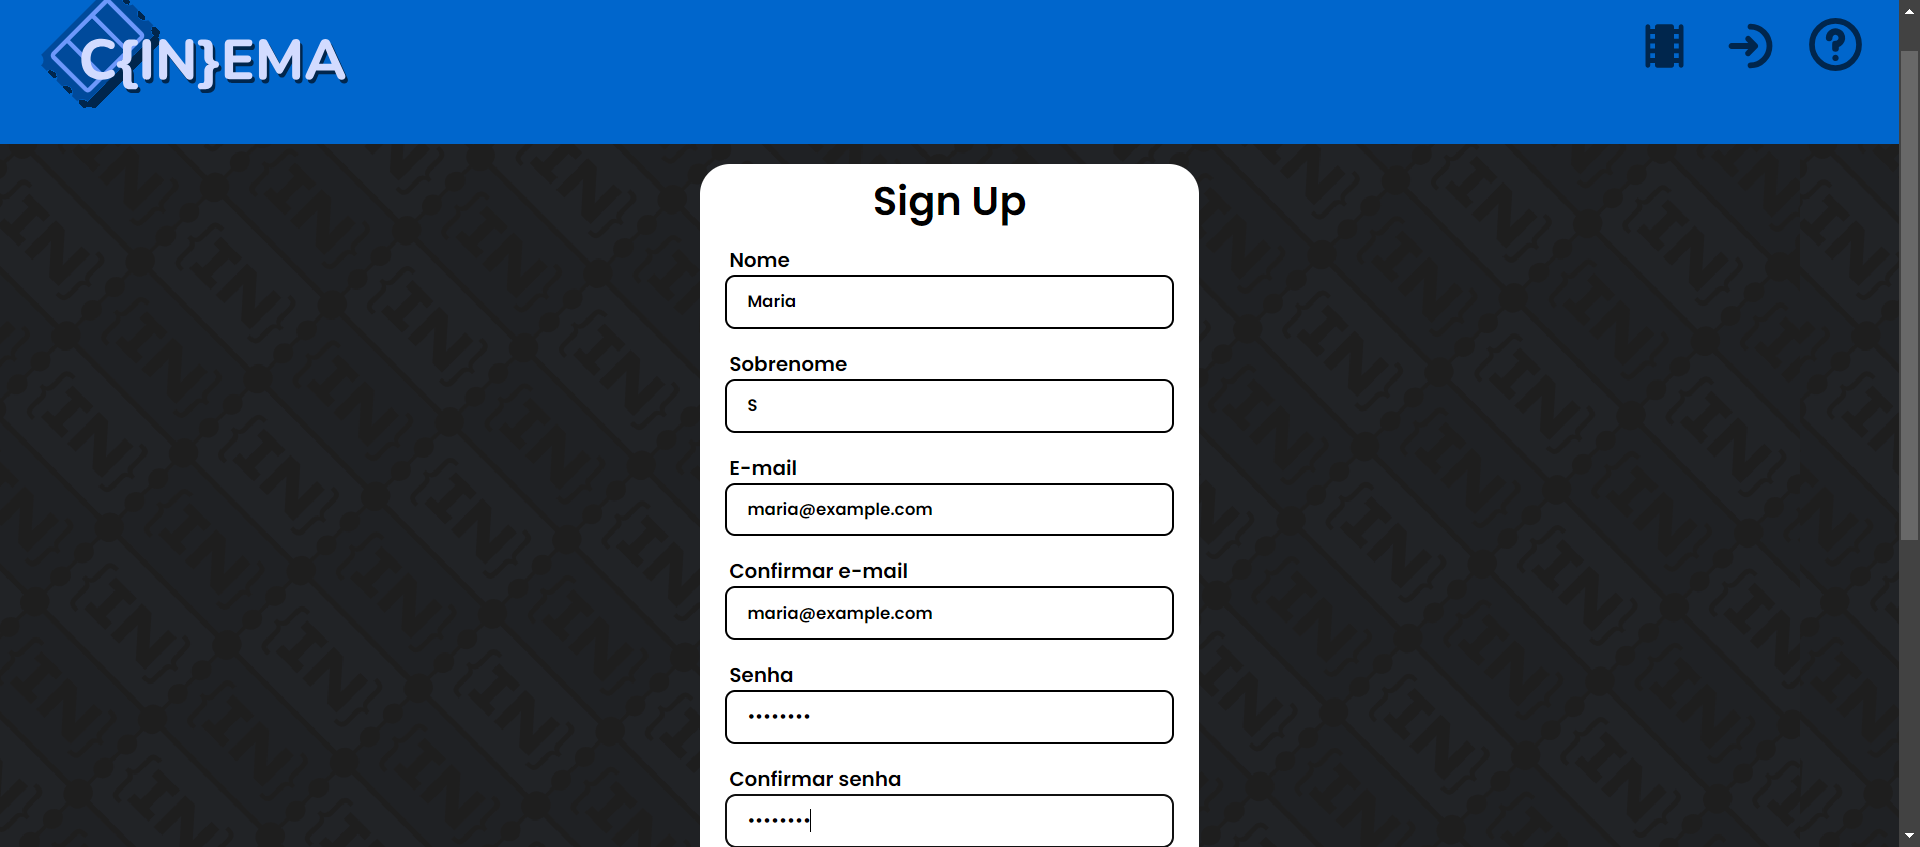 C{IN}EMA
Sign Up
Nome
Maria
Sobrenome
S
E-mail
maria@example.com
Confirmar e-mail
maria@example.com
Senha
••••••••
Confirmar senha
••••••••